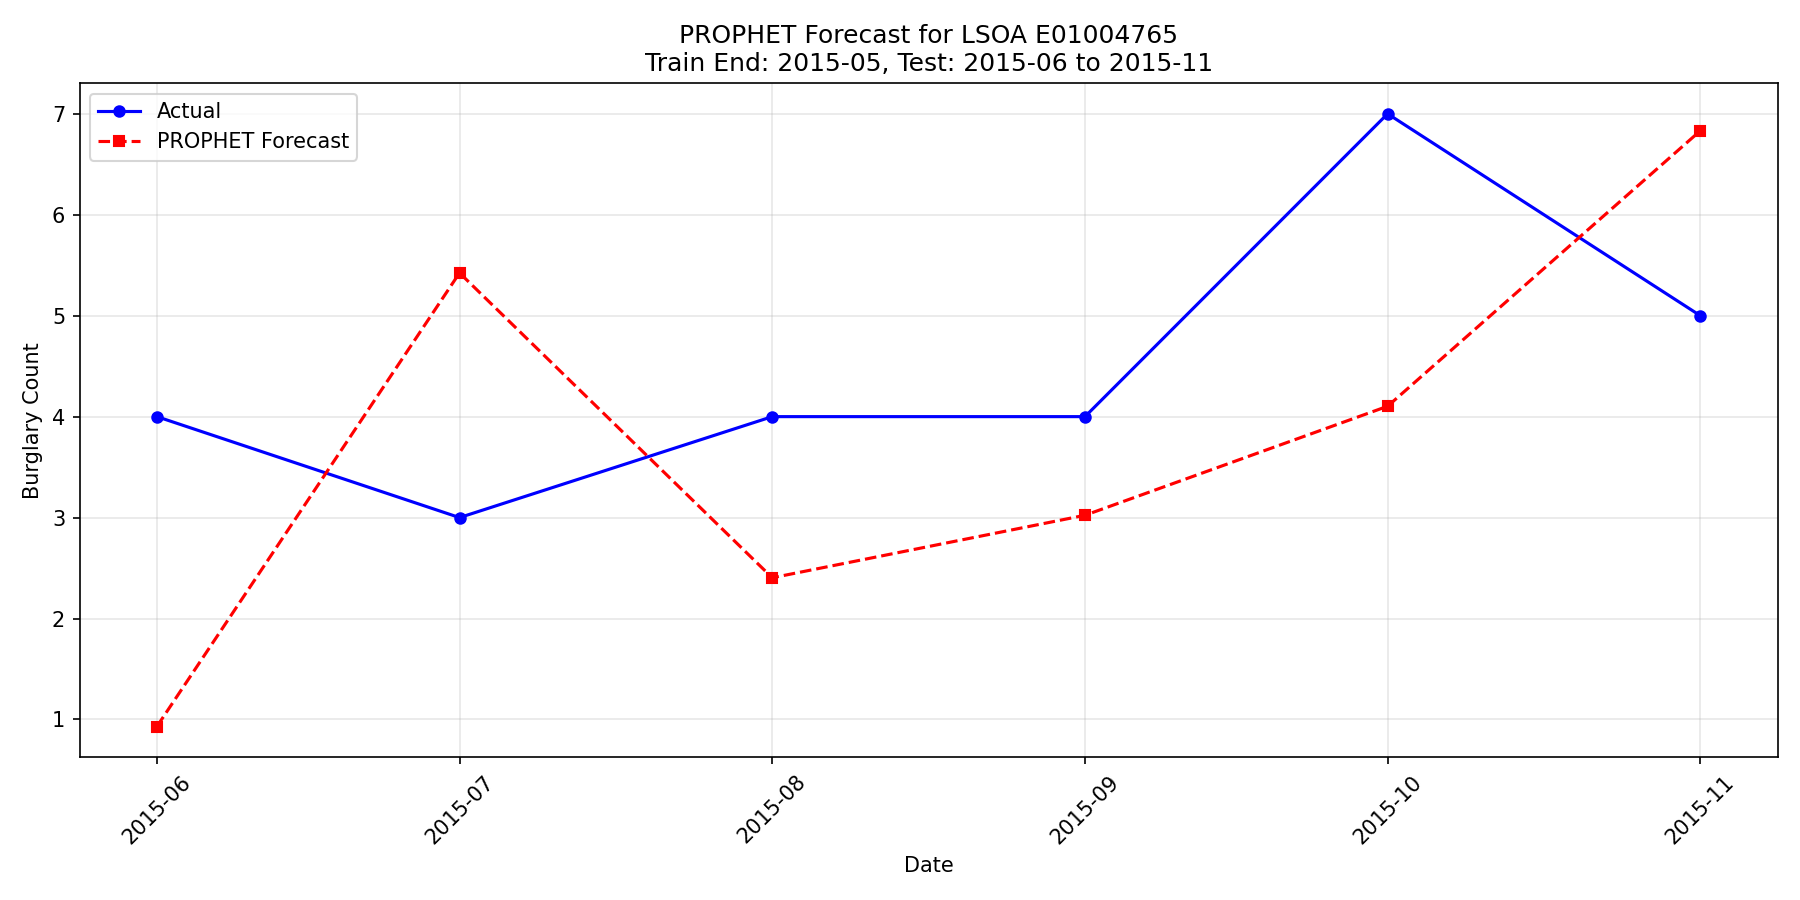 PROPHET Forecast for LSOA E01004765
Train End: 2015-05, Test: 2015-06 to 2015-11
Actual
PROPHET Forecast
Burglary Count
7
6
5
4
3
2
1
2015-06
2015-07
2015-08
2015-09
2015-10
2015-11
Date